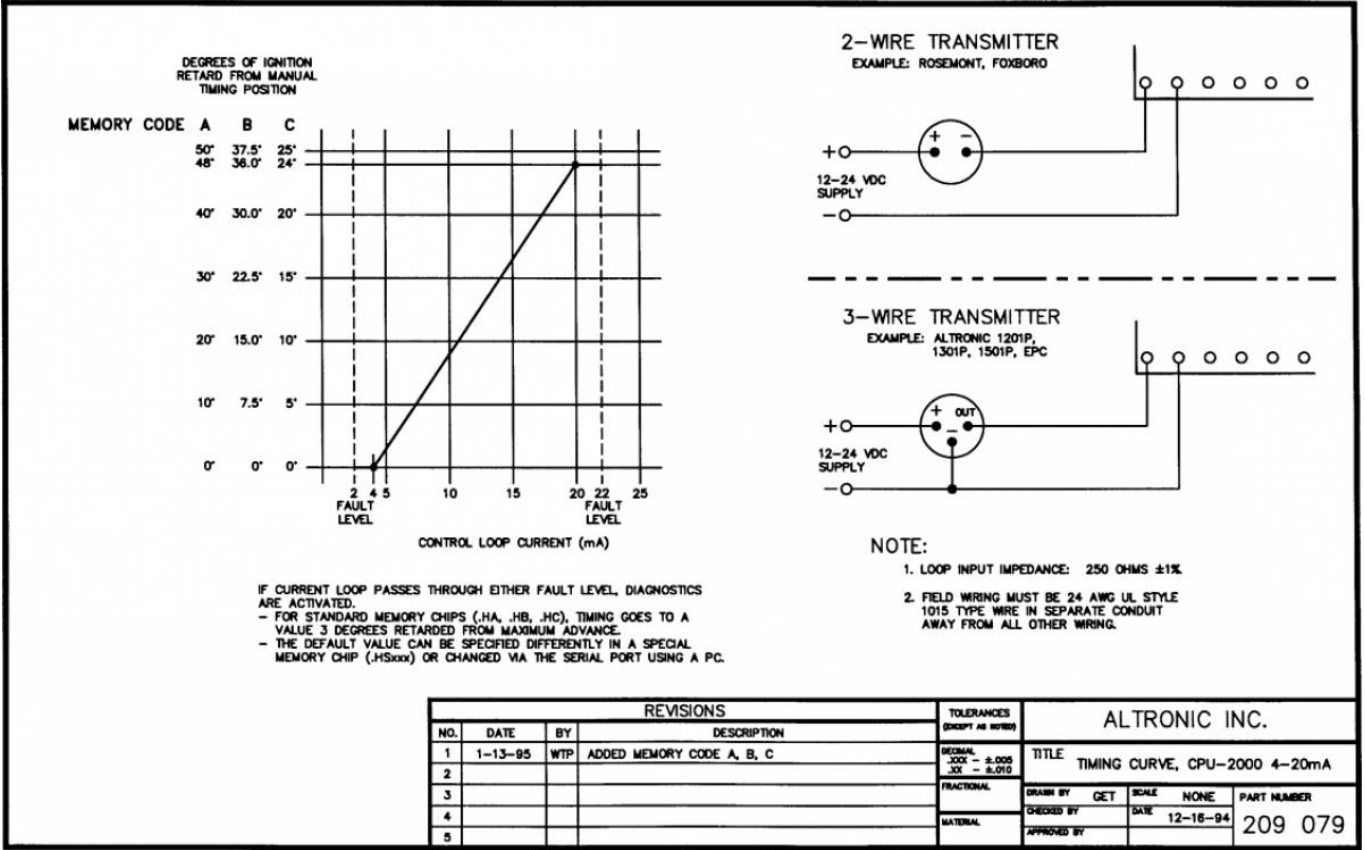 DEGREES OF IGNITION
RETARD FROM MANUAL
TIMING POSITION
MEMORY CODE A B C
50° 37.5° 25°
48° 36.0° 24°
40° 30.0° 20°
30° 22.5° 15°
20° 15.0° 10°
10° 7.5° 5°
0° 0° 0°
2 4 5 10 15 20 22 25
FAULT LEVEL
FAULT LEVEL
CONTROL LOOP CURRENT (mA)
IF CURRENT LOOP PASSES THROUGH EITHER FAULT LEVEL, DIAGNOSTICS
ARE ACTIVATED.
– FOR STANDARD MEMORY CHIPS (.HA, .HB, .HC), TIMING GOES TO A
VALUE 3 DEGREES RETARDED FROM MAXIMUM ADVANCE.
– THE DEFAULT VALUE CAN BE SPECIFIED DIFFERENTLY IN A SPECIAL
MEMORY CHIP (.HSxxx) OR CHANGED VIA THE SERIAL PORT USING A PC.
2–WIRE TRANSMITTER
EXAMPLE: ROSEMONT, FOXBORO
+ –
+
12–24 VDC
SUPPLY
–
3–WIRE TRANSMITTER
EXAMPLE: ALTRONIC 1201P,
1301P, 1501P, EPC
+ OUT
–
+
12–24 VDC
SUPPLY
–
NOTE:
1. LOOP INPUT IMPEDANCE: 250 OHMS ±1%
2. FIELD WIRING MUST BE 24 AWG UL STYLE
1015 TYPE WIRE IN SEPARATE CONDUIT
AWAY FROM ALL OTHER WIRING.
REVISIONS
NO. DATE BY DESCRIPTION
1 1–13–95 WTP ADDED MEMORY CODE A, B, C
2
3
4
5
TOLERANCES
(EXCEPT AS NOTED)
DECIMAL
.XXX – ±.005
.XX – ±.010
FRACTIONAL
MATERIAL
ALTRONIC INC.
TITLE TIMING CURVE, CPU–2000 4–20mA
DRAWN BY GET
CHECKED BY
APPROVED BY
SCALE NONE
DATE 12–16–94
PART NUMBER
209 079